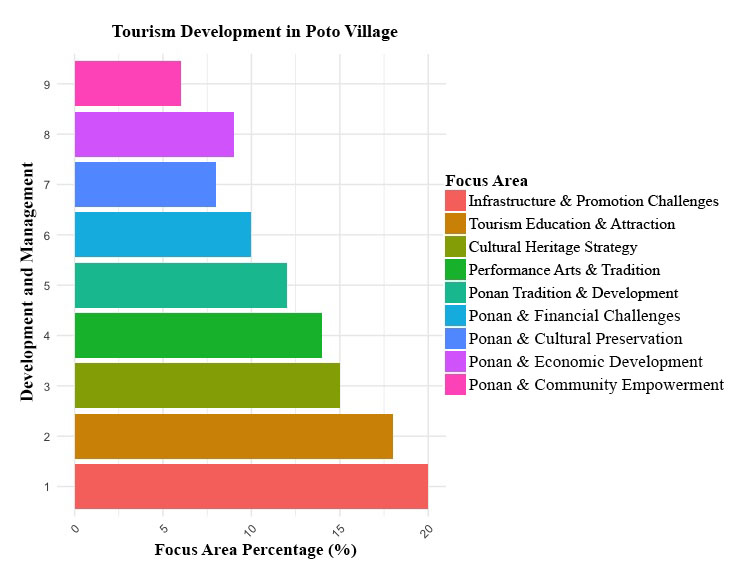 Tourism Development in Poto Village
Development and Management
9
8
7
6
5
4
3
2
1
0
5
10
15
20
Focus Area Percentage (%)
Focus Area
Infrastructure & Promotion Challenges
Tourism Education & Attraction
Cultural Heritage Strategy
Performance Arts & Tradition
Ponan Tradition & Development
Ponan & Financial Challenges
Ponan & Cultural Preservation
Ponan & Economic Development
Ponan & Community Empowerment